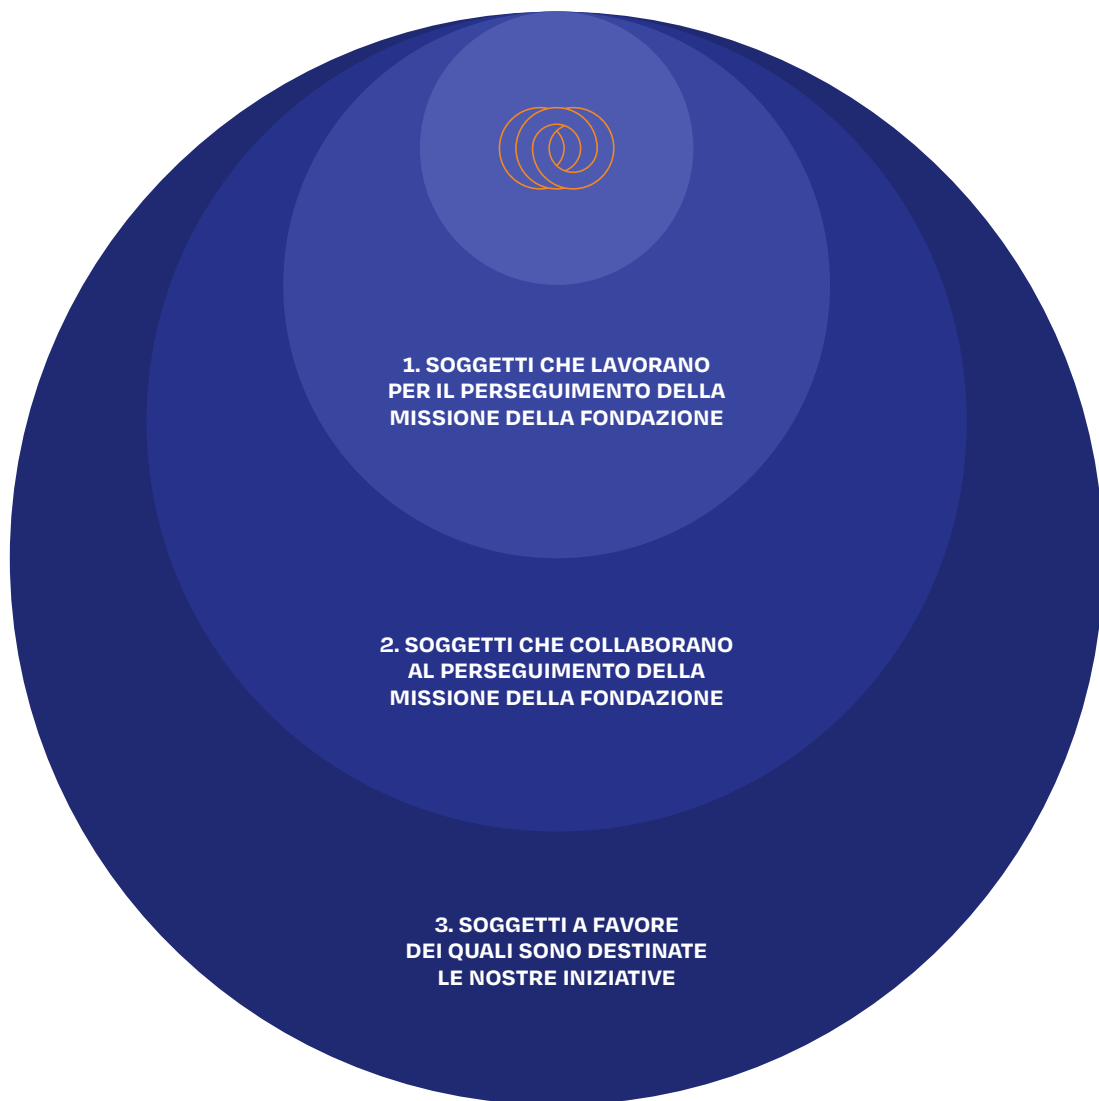 1. SOGGETTI CHE LAVORANO
PER IL PERSEGUIMENTO DELLA
MISSIONE DELLA FONDAZIONE
2. SOGGETTI CHE COLLABORANO
AL PERSEGUIMENTO DELLA
MISSIONE DELLA FONDAZIONE
3. SOGGETTI A FAVORE
DEI QUALI SONO DESTINATE
LE NOSTRE INIZIATIVE